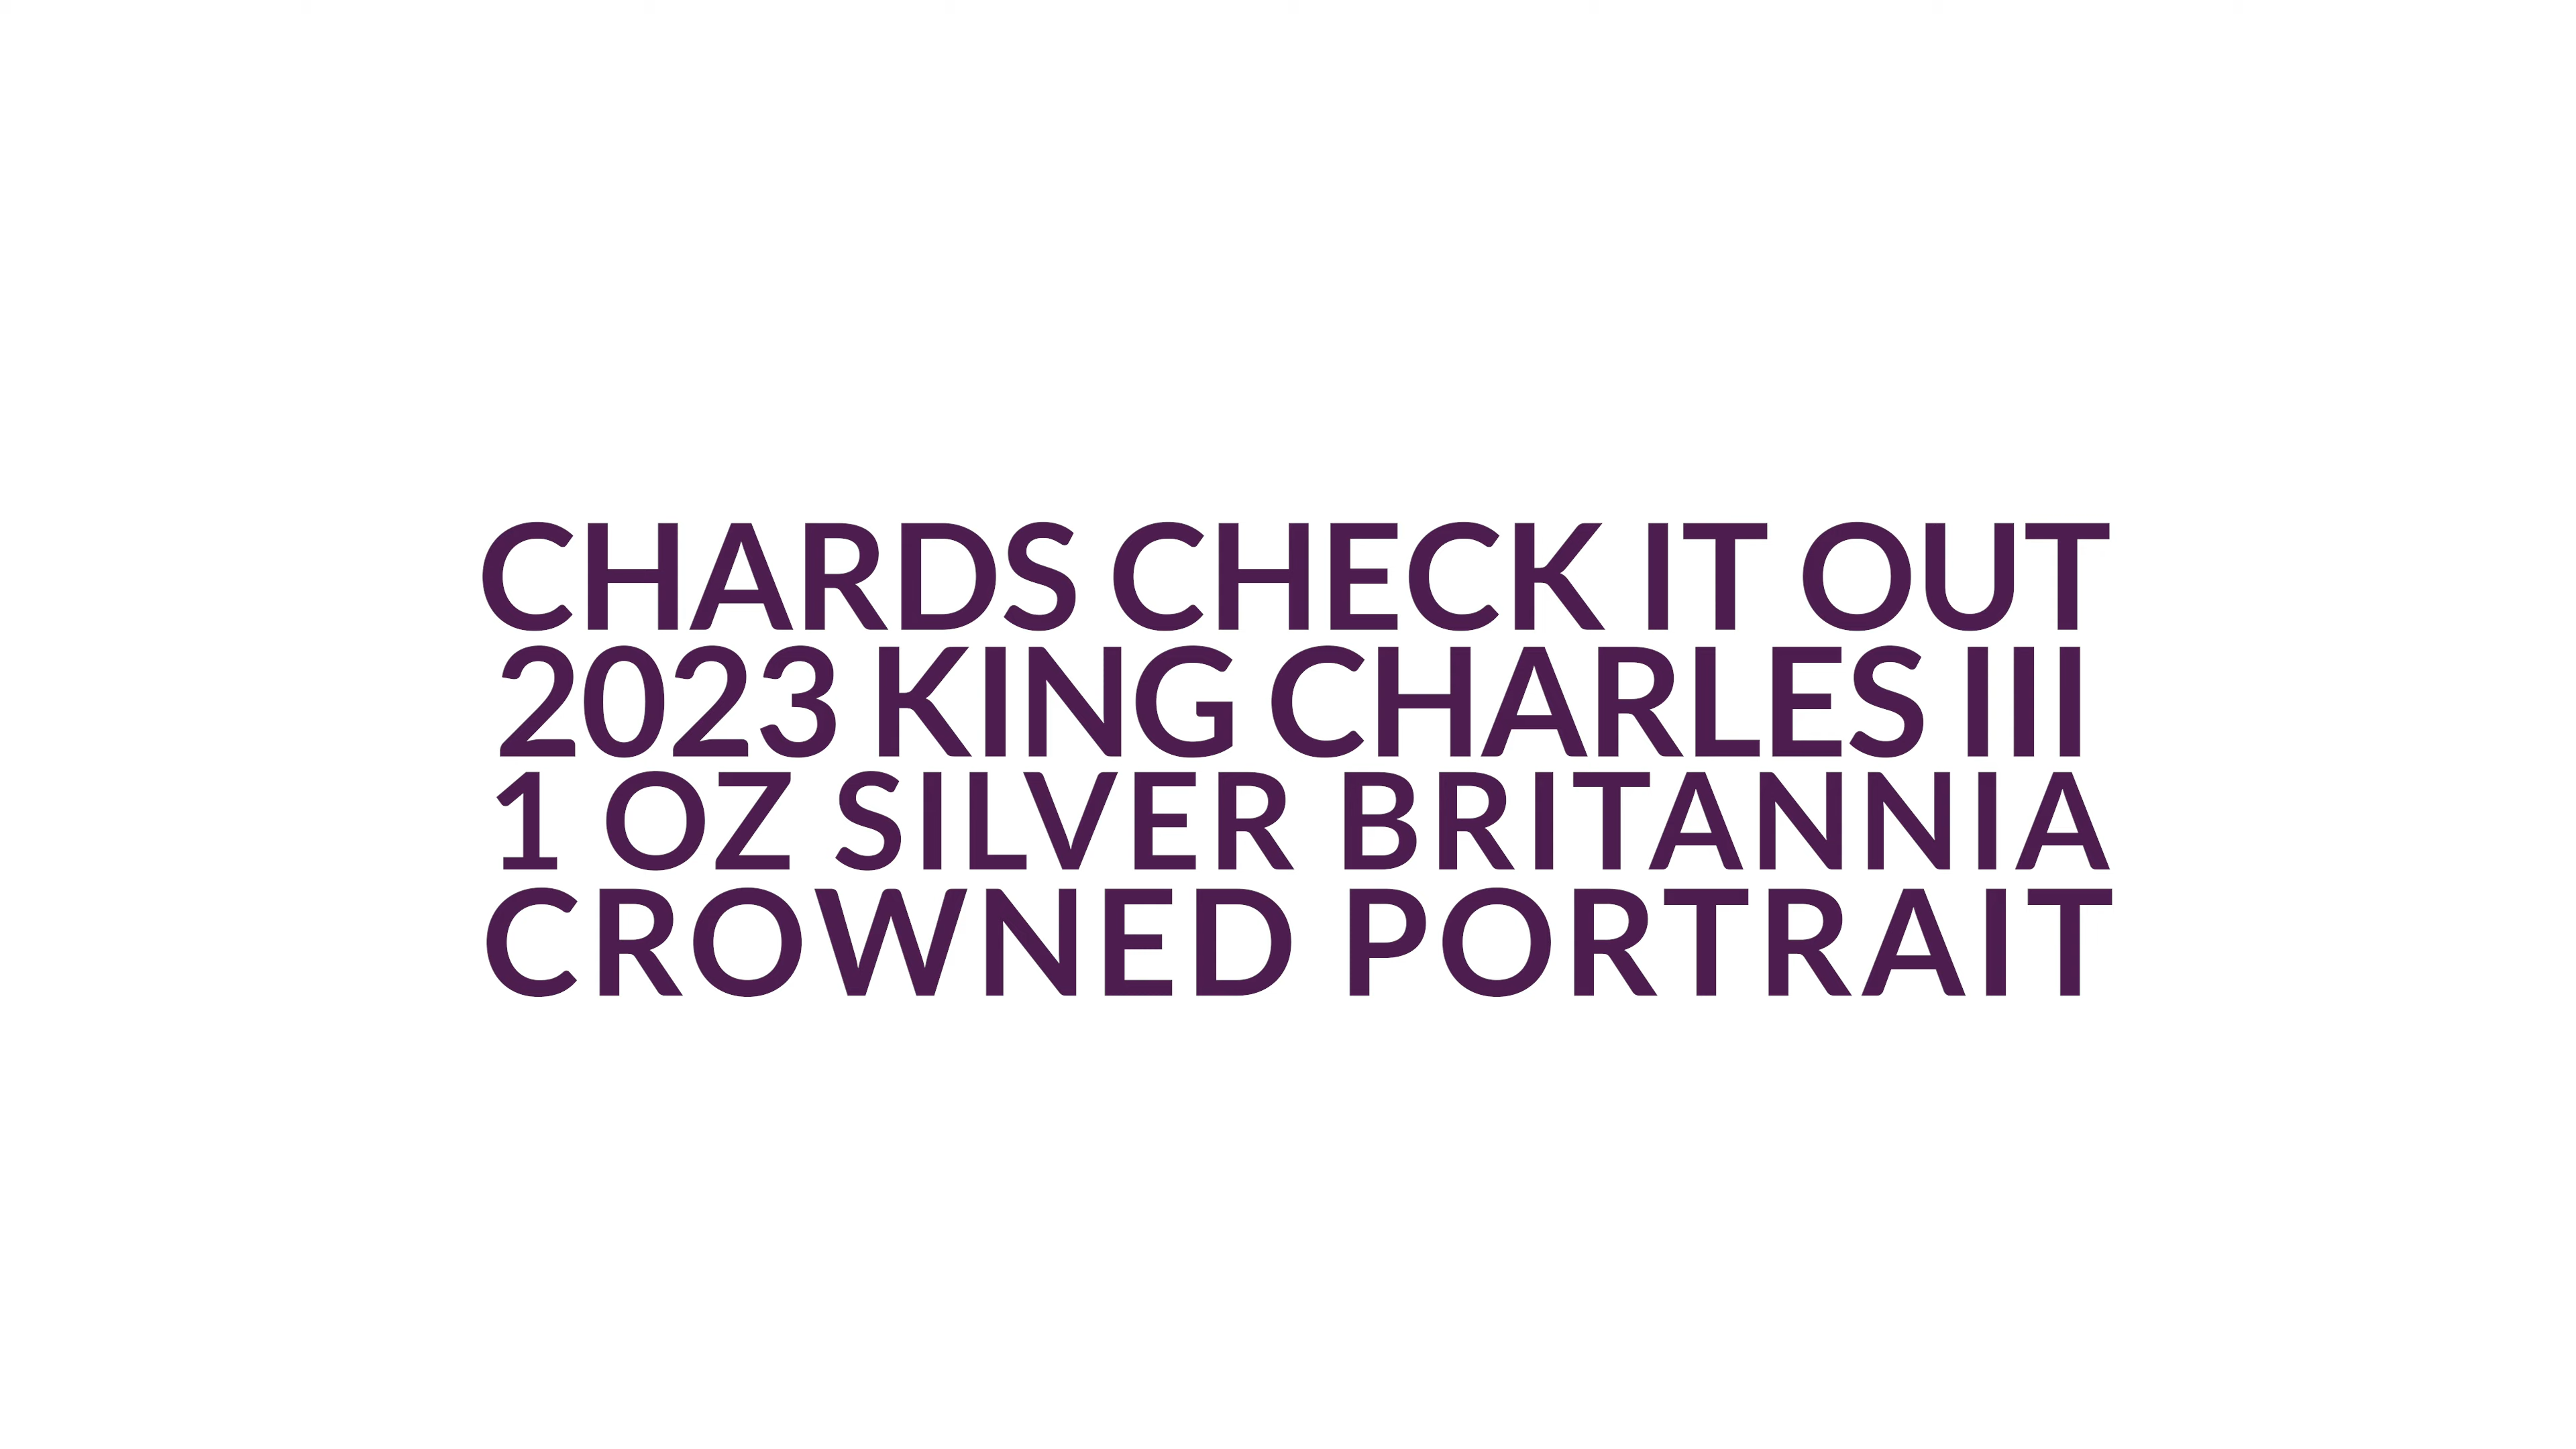 CHARDS CHECK IT OUT
2023 KING CHARLES III
1 OZ SILVER BRITANNIA
CROWNED PORTRAIT